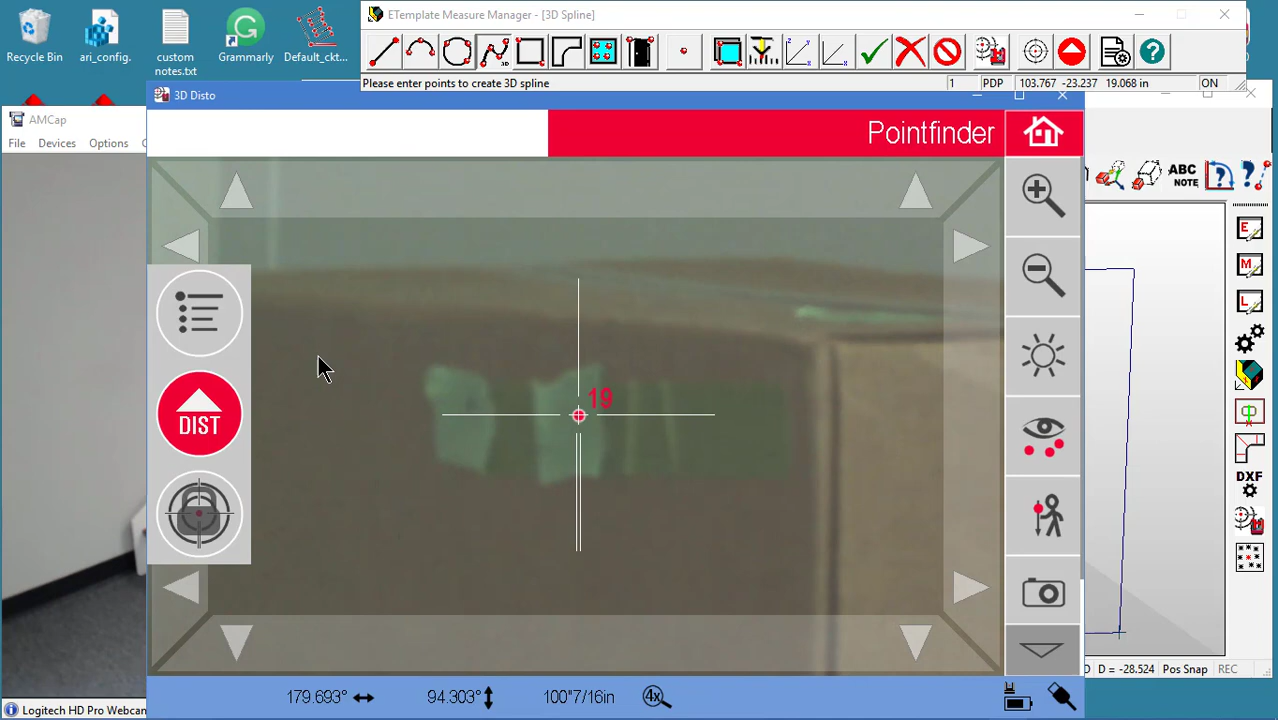 ETemplate Measure Manager - [3D Spline]
Please enter points to create 3D spline
1
PDP
103.767 -23.237 19.068 in
ON
Recycle Bin
ari_config.
custom
notes.txt
Grammarly
Default_ckt...
3D Disto
AMCap
File
Devices
Options
Pointfinder
ABC
NOTE
E
M
L
DXF
19
DIST
179.693°
94.303°
100"7/16in
4x
D = -28.524
Pos Snap
REC
Logitech HD Pro Webcam